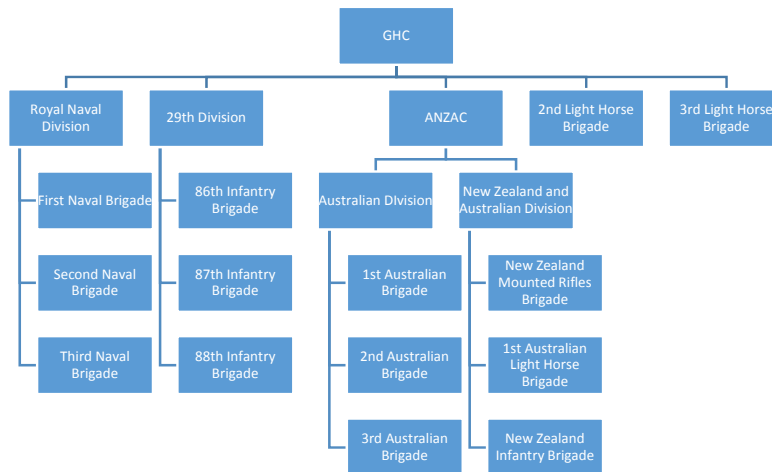 GHC
Royal Naval
Division
29th Division
ANZAC
2nd Light Horse
Brigade
3rd Light Horse
Brigade
First Naval Brigade
Second Naval
Brigade
Third Naval
Brigade
86th Infantry
Brigade
87th Infantry
Brigade
88th Infantry
Brigade
Australian DIvision
New Zealand and
Australian Division
1st Australian
Brigade
2nd Australian
Brigade
3rd Australian
Brigade
New Zealand
Mounted Rifles
Brigade
1st Australian
Light Horse
Brigade
New Zealand
Infantry Brigade